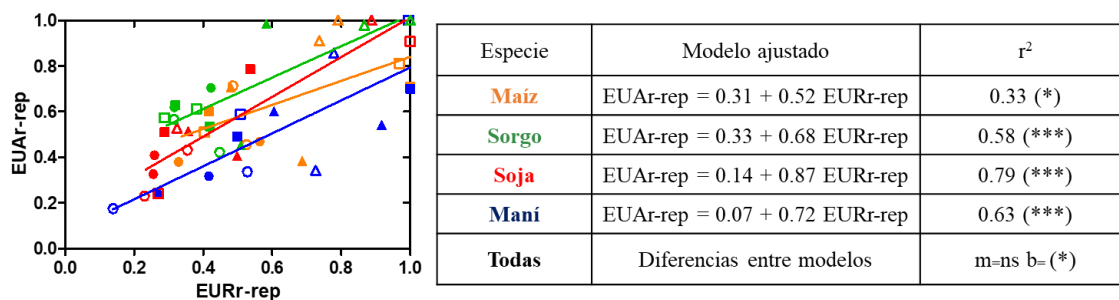 1.0
0.8
0.6
0.4
0.2
0.0
EUAr-rep
0.0 0.2 0.4 0.6 0.8 1.0
EURr-rep
Especie Modelo ajustado r²
Maíz EUAr-rep = 0.31 + 0.52 EURr-rep 0.33 (*)
Sorgo EUAr-rep = 0.33 + 0.68 EURr-rep 0.58 (***)
Soja EUAr-rep = 0.14 + 0.87 EURr-rep 0.79 (***)
Maní EUAr-rep = 0.07 + 0.72 EURr-rep 0.63 (***)
Todas Diferencias entre modelos m=ns b= (*)